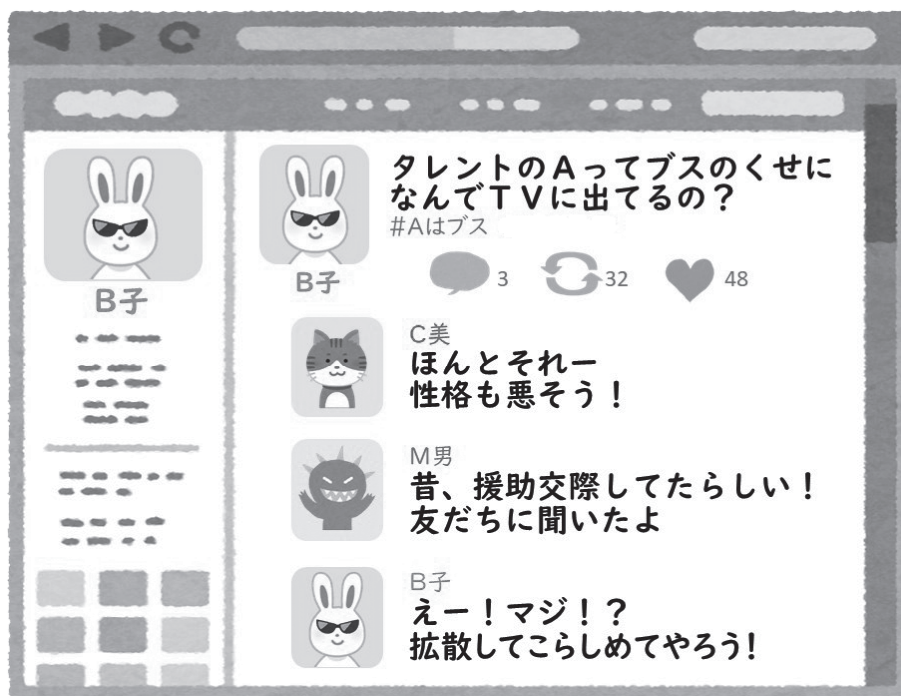 B子
タレントのAってブスのくせに
なんでTVに出てるの？
#Aはブス
B子
3
32
48
C美
ほんとそれー
性格も悪そう！
M男
昔、援助交際してたらしい！
友だちに聞いたよ
B子
えー！マジ！？
拡散してこらしめてやろう!